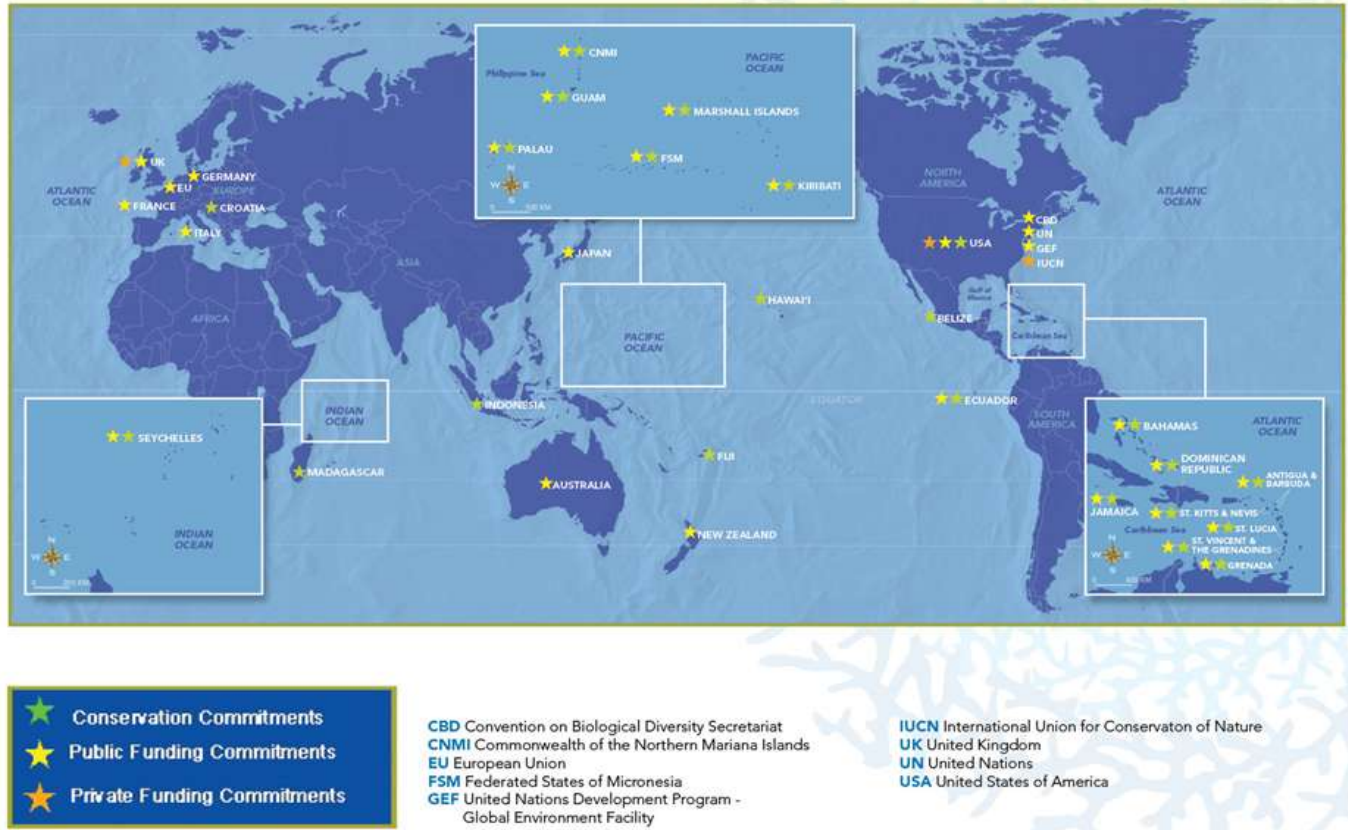 CNMI
PACIFIC
OCEAN
Philippine Sea
GUAM
MARSHALL ISLANDS
PALAU
FSM
N
W E
S
KIRIBATI
UK
GERMANY
EU
EUROPE
ATLANTIC
OCEAN
FRANCE
CROATIA
ITALY
ASIA
JAPAN
AFRICA
NORTH
AMERICA
ATLANTIC
OCEAN
CBD
UN
USA
GEF
IUCN
Gulf of
Mexico
HAWAI'I
BELIZE
Caribbean Sea
PACIFIC
OCEAN
INDIAN
OCEAN
INDONESIA
EQUATOR
ECUADOR
SOUTH
AMERICA
SEYCHELLES
MADAGASCAR
FIJI
AUSTRALIA
NEW ZEALAND
INDIAN
OCEAN
N
W E
S
BAHAMAS
ATLANTIC
OCEAN
DOMINICAN
REPUBLIC
ANTIGUA &
BARBUDA
JAMAICA
ST. KITTS & NEVIS
Caribbean Sea
ST. LUCIA
ST. VINCENT &
THE GRENADINES
N
W E
S
GRENADA
Conservation Commitments
Public Funding Commitments
Private Funding Commitments
CBD Convention on Biological Diversity Secretariat
CNMI Commonwealth of the Northern Mariana Islands
EU European Union
FSM Federated States of Micronesia
GEF United Nations Development Program -
Global Environment Facility
IUCN International Union for Conservaton of Nature
UK United Kingdom
UN United Nations
USA United States of America